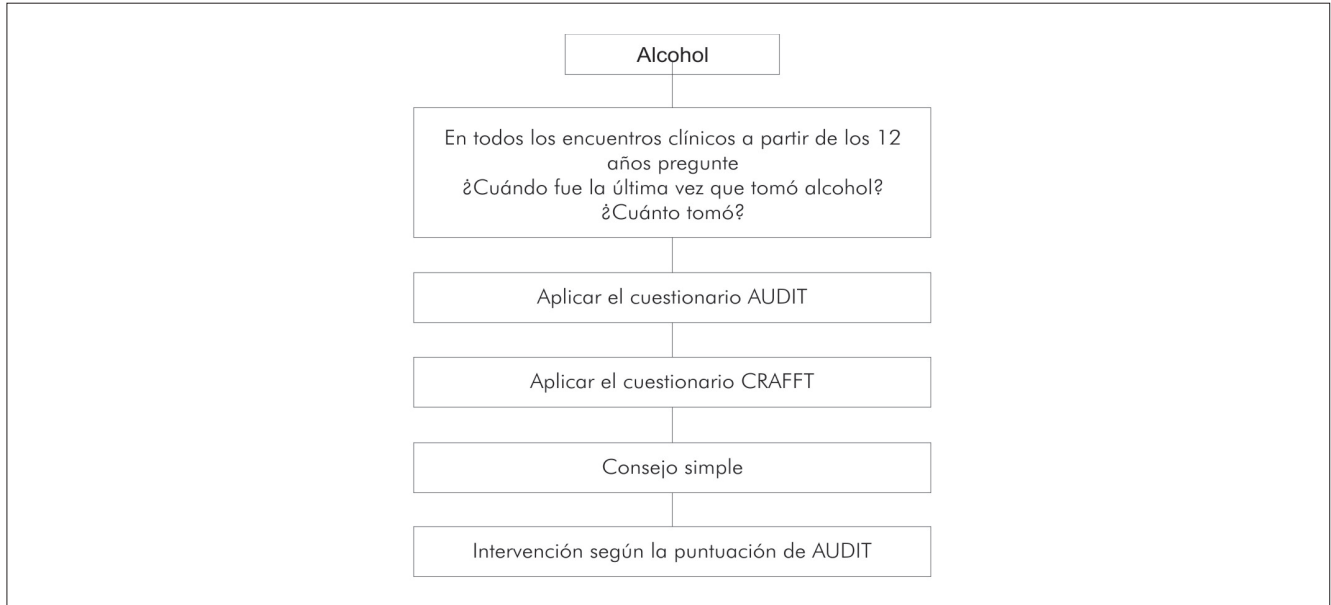 Alcohol
En todos los encuentros clínicos a partir de los 12
años pregunte
¿Cuándo fue la última vez que tomó alcohol?
¿Cuánto tomó?
Aplicar el cuestionario AUDIT
Aplicar el cuestionario CRAFFT
Consejo simple
Intervención según la puntuación de AUDIT